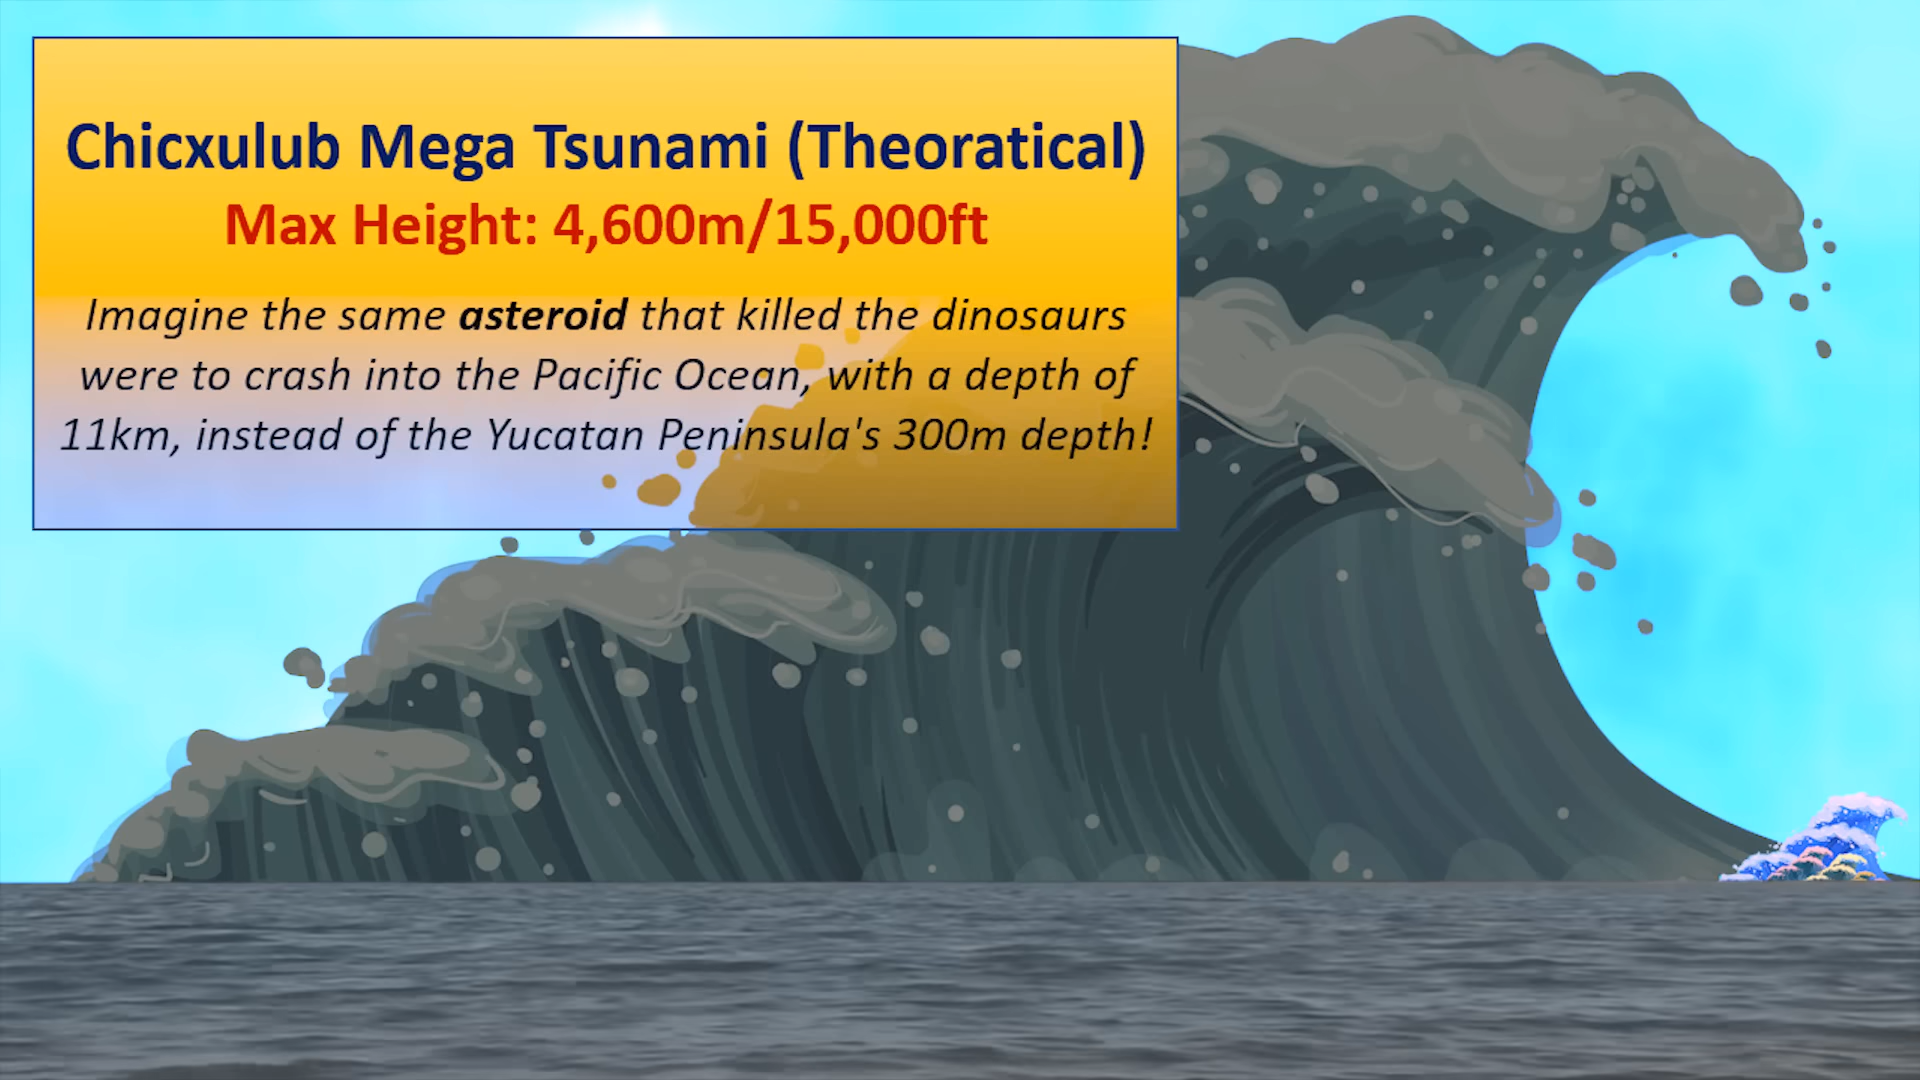 Chicxulub Mega Tsunami (Theoratical)
Max Height: 4,600m/15,000ft
Imagine the same asteroid that killed the dinosaurs
were to crash into the Pacific Ocean, with a depth of
11km, instead of the Yucatan Peninsula's 300m depth!